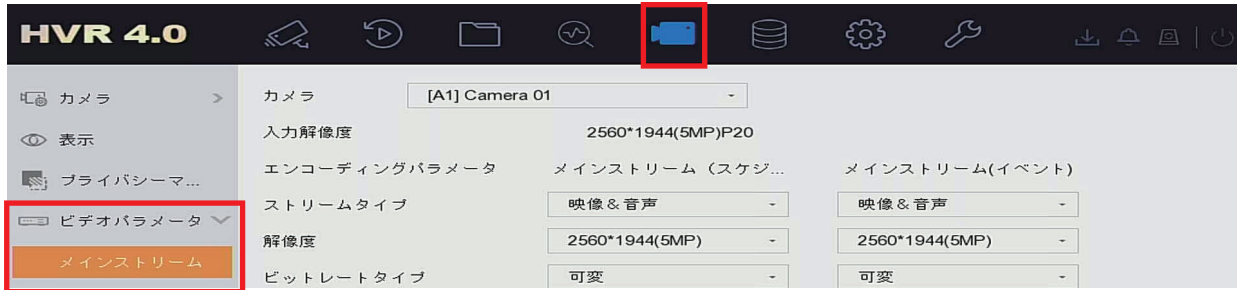 HVR 4.0
カメラ
表示
プライバシーマ...
ビデオパラメータ
メインストリーム
カメラ [A1] Camera 01
入力解像度 2560*1944(5MP)P20
エンコーディングパラメータ メインストリーム（スケジ... メインストリーム(イベント)
ストリームタイプ 映像&音声 映像&音声
解像度 2560*1944(5MP) 2560*1944(5MP)
ビットレートタイプ 可変 可変